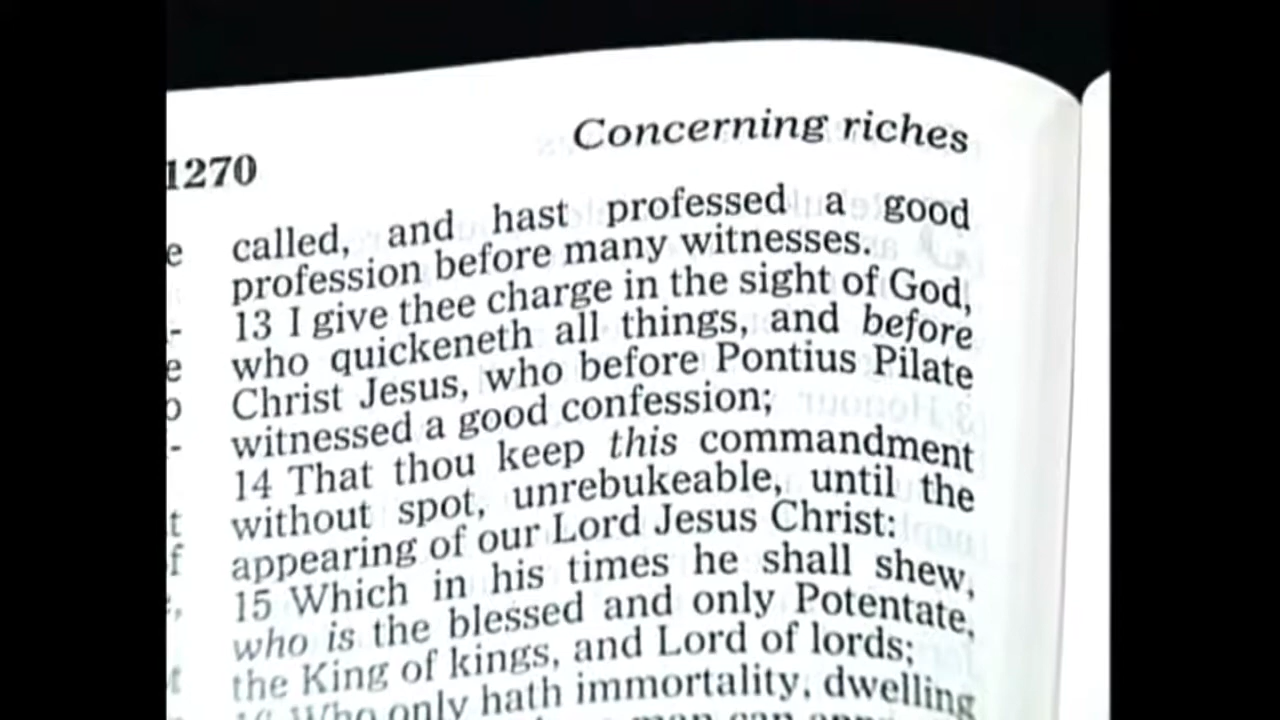 Concerning riches
1270
called, and hast professed a good
profession before many witnesses.
13 I give thee charge in the sight of God,
who quickeneth all things, and before
Christ Jesus, who before Pontius Pilate
witnessed a good confession;
14 That thou keep this commandment
without spot, unrebukeable, until the
appearing of our Lord Jesus Christ:
15 Which in his times he shall shew,
who is the blessed and only Potentate,
the King of kings, and Lord of lords;
16 Who only hath immortality, dwelling